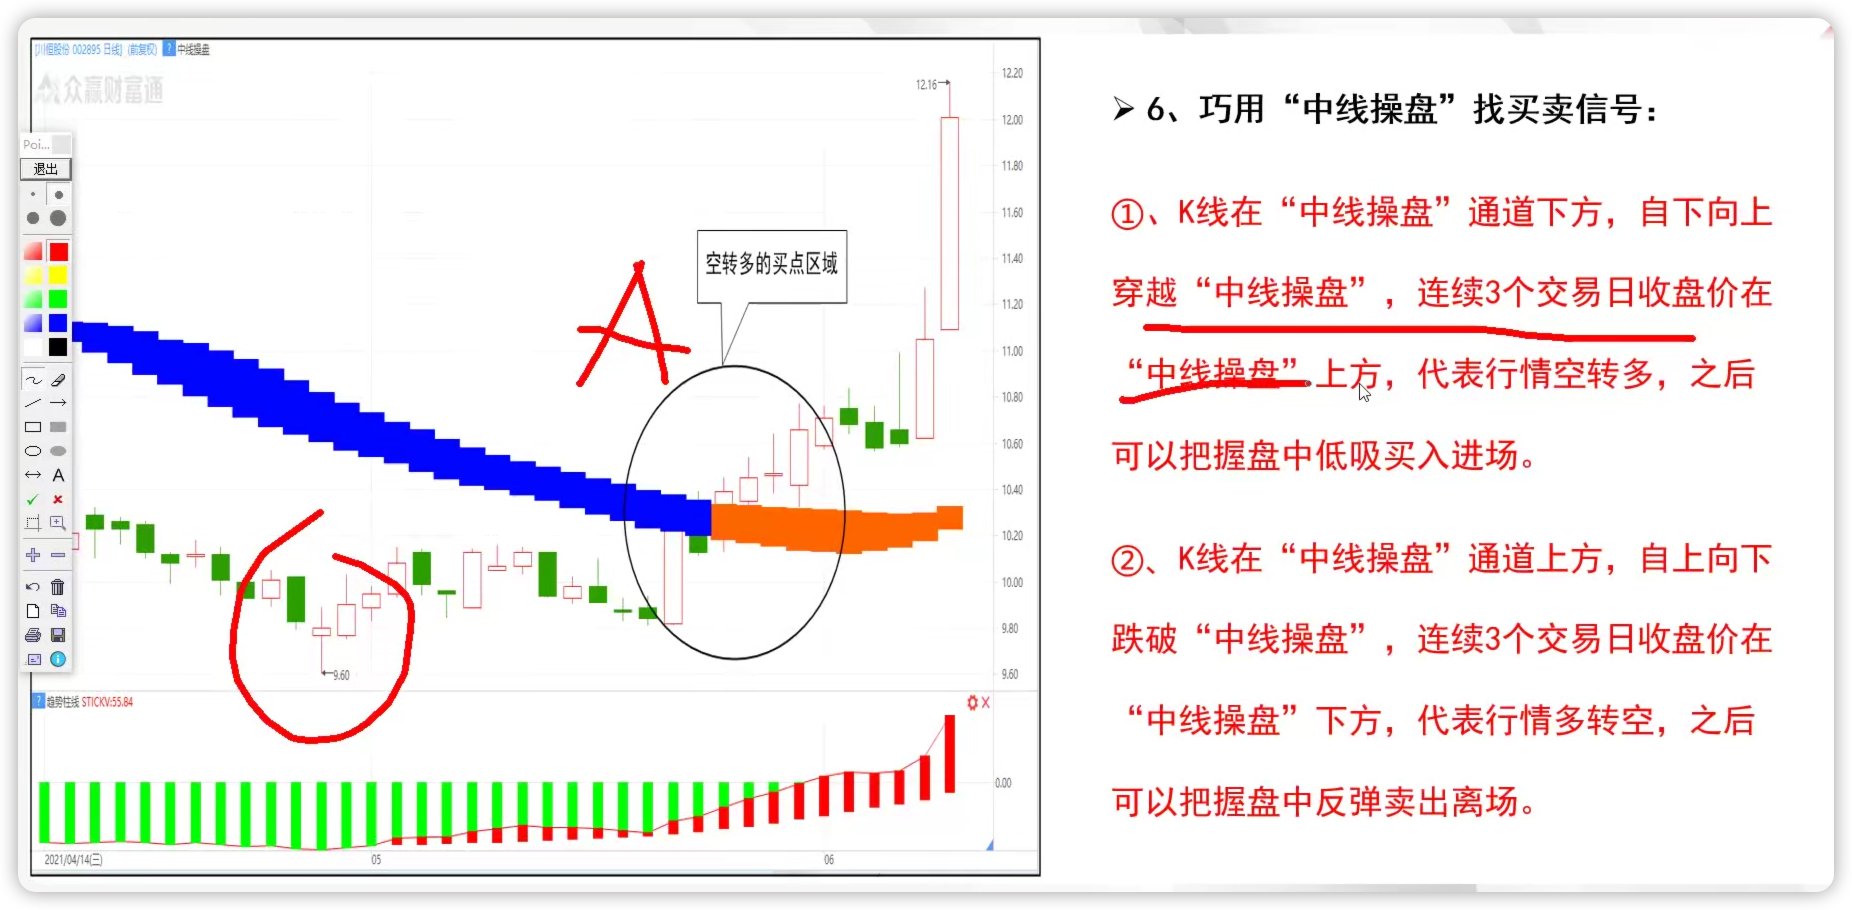 [川恒股份 002895 日线] (前复权) ? 中线操盘
众赢财富通
Poi...
退出
A
12.16
12.20
12.00
11.80
11.60
11.40
11.20
11.00
10.80
10.60
10.40
10.20
10.00
9.80
9.60
空转多的买点区域
A
9.60
? 趋势柱线 STICKV:55.84
X
0.00
2021/04/14(三)
05
06
➢ 6、巧用“中线操盘”找买卖信号：
①、K线在“中线操盘”通道下方，自下向上
穿越“中线操盘”，连续3个交易日收盘价在
“中线操盘”上方，代表行情空转多，之后
可以把握盘中低吸买入进场。
②、K线在“中线操盘”通道上方，自上向下
跌破“中线操盘”，连续3个交易日收盘价在
“中线操盘”下方，代表行情多转空，之后
可以把握盘中反弹卖出离场。